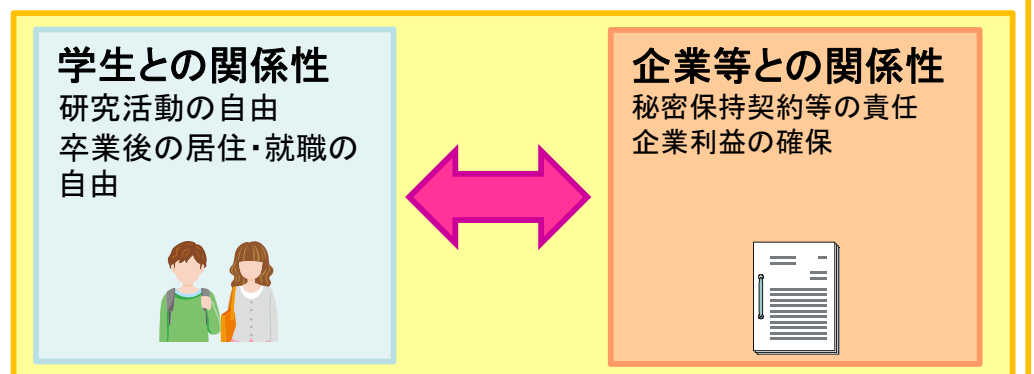 学生との関係性
研究活動の自由
卒業後の居住・就職の
自由
企業等との関係性
秘密保持契約等の責任
企業利益の確保